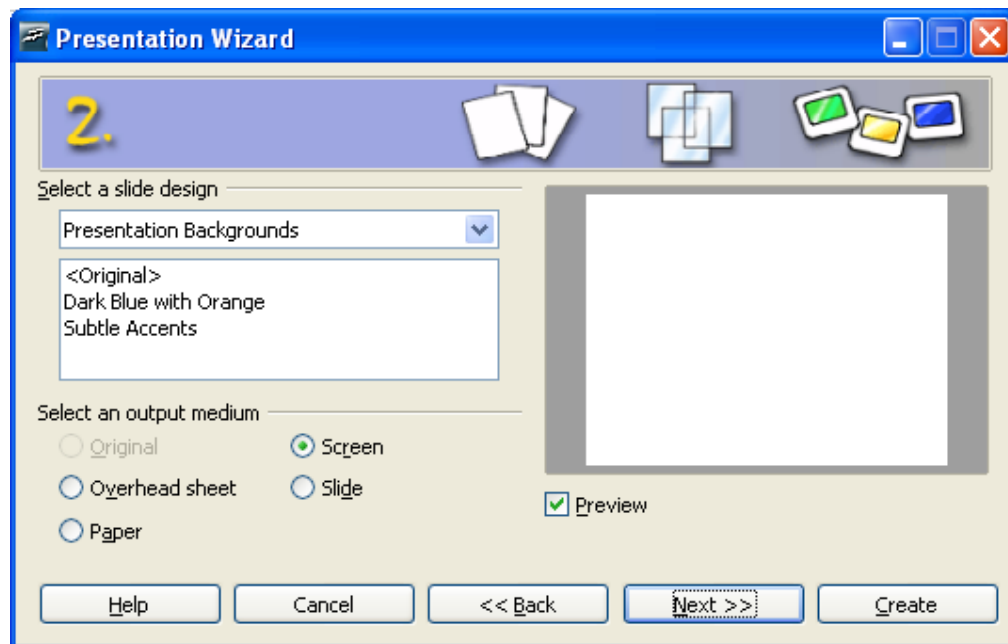 Presentation Wizard
2.
Select a slide design
Presentation Backgrounds
<Original>
Dark Blue with Orange
Subtle Accents
Select an output medium
Original
Screen
Overhead sheet
Slide
Paper
Preview
Help
Cancel
<< Back
Next >>
Create